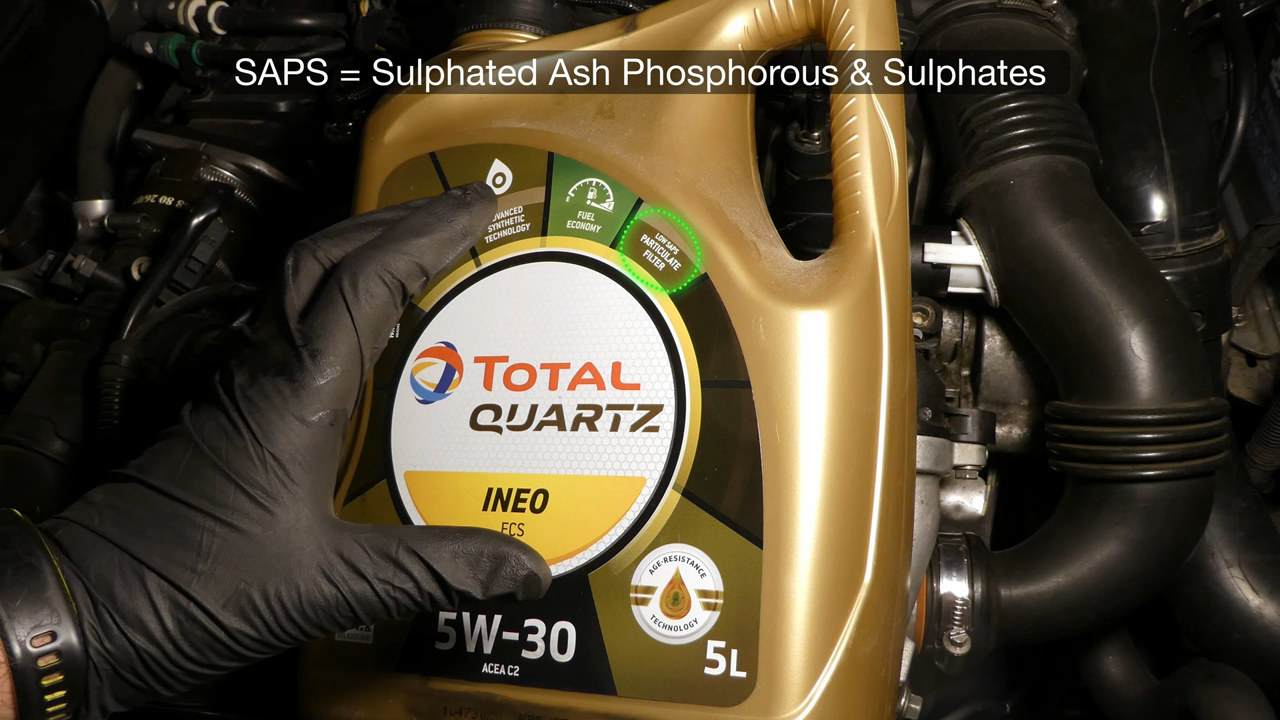 SAPS = Sulphated Ash Phosphorous & Sulphates
ADVANCED
SYNTHETIC
TECHNOLOGY
FUEL
ECONOMY
LOW SAPS
PARTICULATE
FILTER
TOTAL
QUARTZ
INEO
ECS
AGE-RESISTANCE
TECHNOLOGY
5W-30
ACEA C2
5L